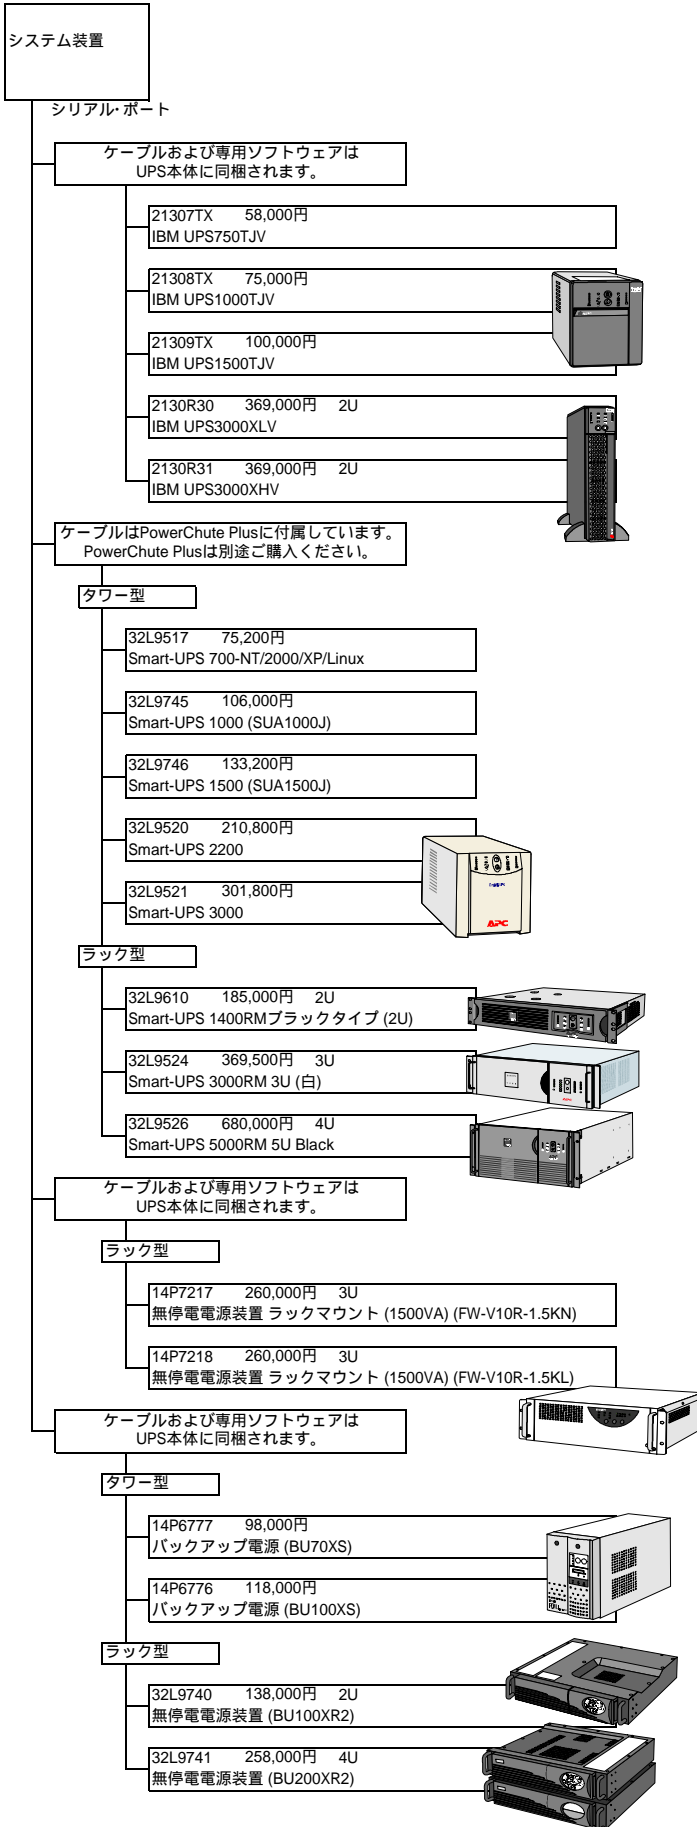 システム装置
シリアル・ポート
ケーブルおよび専用ソフトウェアは
UPS本体に同梱されます。
21307TX 58,000円
IBM UPS750TJV
21308TX 75,000円
IBM UPS1000TJV
21309TX 100,000円
IBM UPS1500TJV
2130R30 369,000円 2U
IBM UPS3000XLV
2130R31 369,000円 2U
IBM UPS3000XHV
ケーブルはPowerChute Plusに付属しています。
PowerChute Plusは別途ご購入ください。
タワー型
32L9517 75,200円
Smart-UPS 700-NT/2000/XP/Linux
32L9745 106,000円
Smart-UPS 1000 (SUA1000J)
32L9746 133,200円
Smart-UPS 1500 (SUA1500J)
32L9520 210,800円
Smart-UPS 2200
32L9521 301,800円
Smart-UPS 3000
APC
ラック型
32L9610 185,000円 2U
Smart-UPS 1400RMブラックタイプ (2U)
32L9524 369,500円 3U
Smart-UPS 3000RM 3U (白)
32L9526 680,000円 4U
Smart-UPS 5000RM 5U Black
ケーブルおよび専用ソフトウェアは
UPS本体に同梱されます。
ラック型
14P7217 260,000円 3U
無停電電源装置 ラックマウント (1500VA) (FW-V10R-1.5KN)
14P7218 260,000円 3U
無停電電源装置 ラックマウント (1500VA) (FW-V10R-1.5KL)
ケーブルおよび専用ソフトウェアは
UPS本体に同梱されます。
タワー型
14P6777 98,000円
バックアップ電源 (BU70XS)
14P6776 118,000円
バックアップ電源 (BU100XS)
ラック型
32L9740 138,000円 2U
無停電電源装置 (BU100XR2)
32L9741 258,000円 4U
無停電電源装置 (BU200XR2)